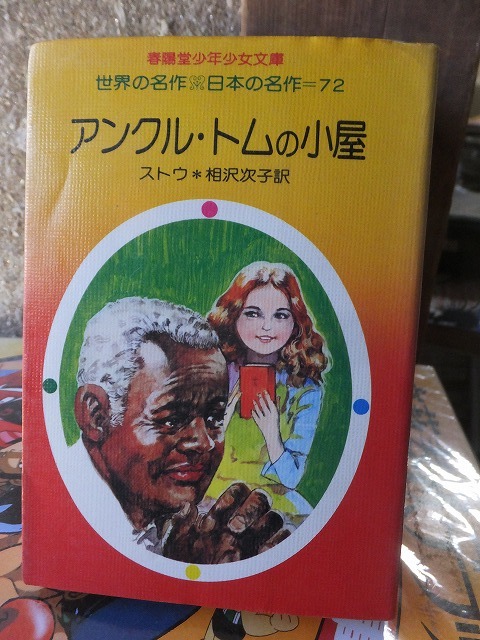 春陽堂少年少女文庫
世界の名作 日本の名作=72
アンクル・トムの小屋
ストウ*相沢次子訳